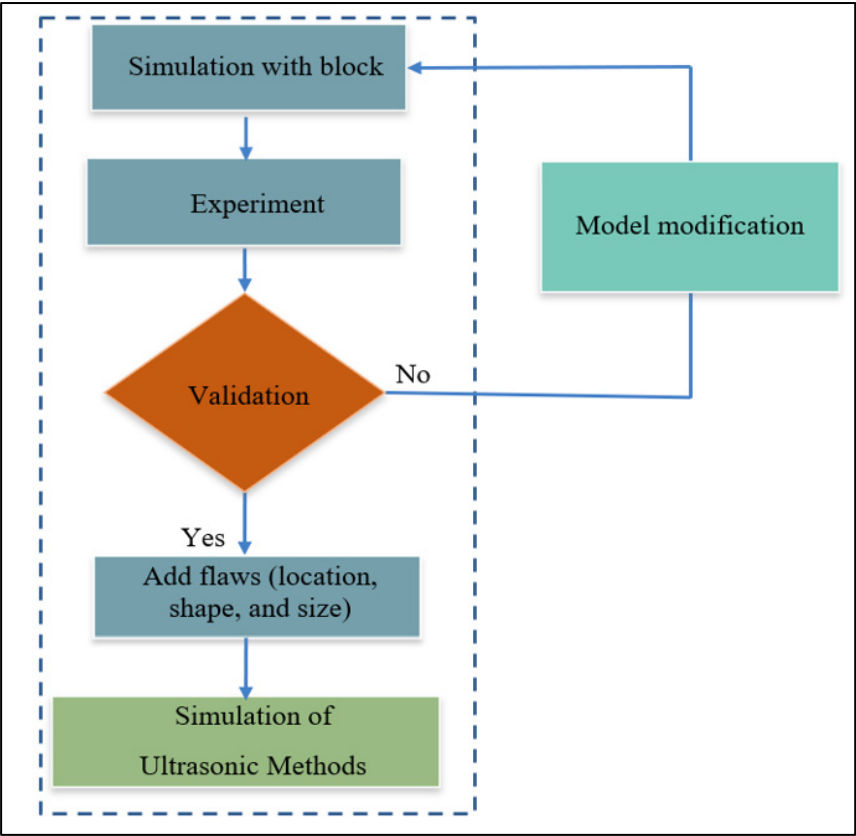 Simulation with block
Experiment
Model modification
Validation
No
Yes
Add flaws (location,
shape, and size)
Simulation of
Ultrasonic Methods